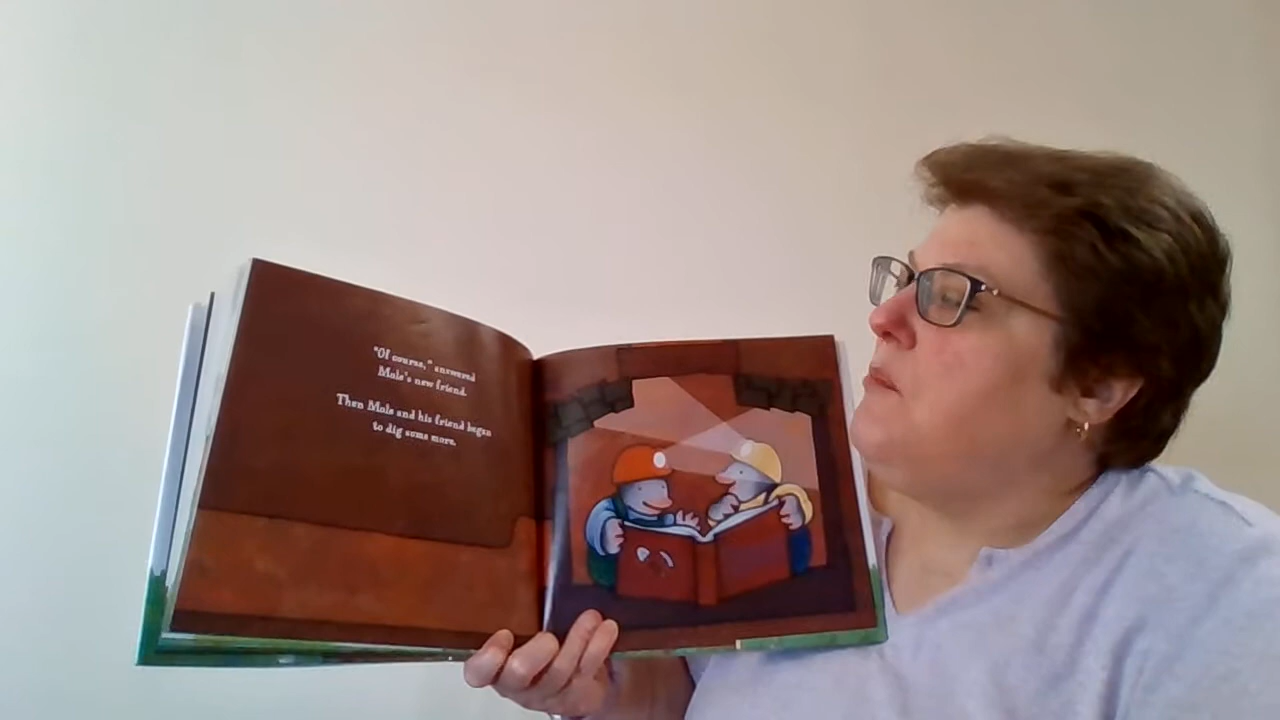 "Of course," answered
Mole's new friend.
Then Mole and his friend began
to dig some more.